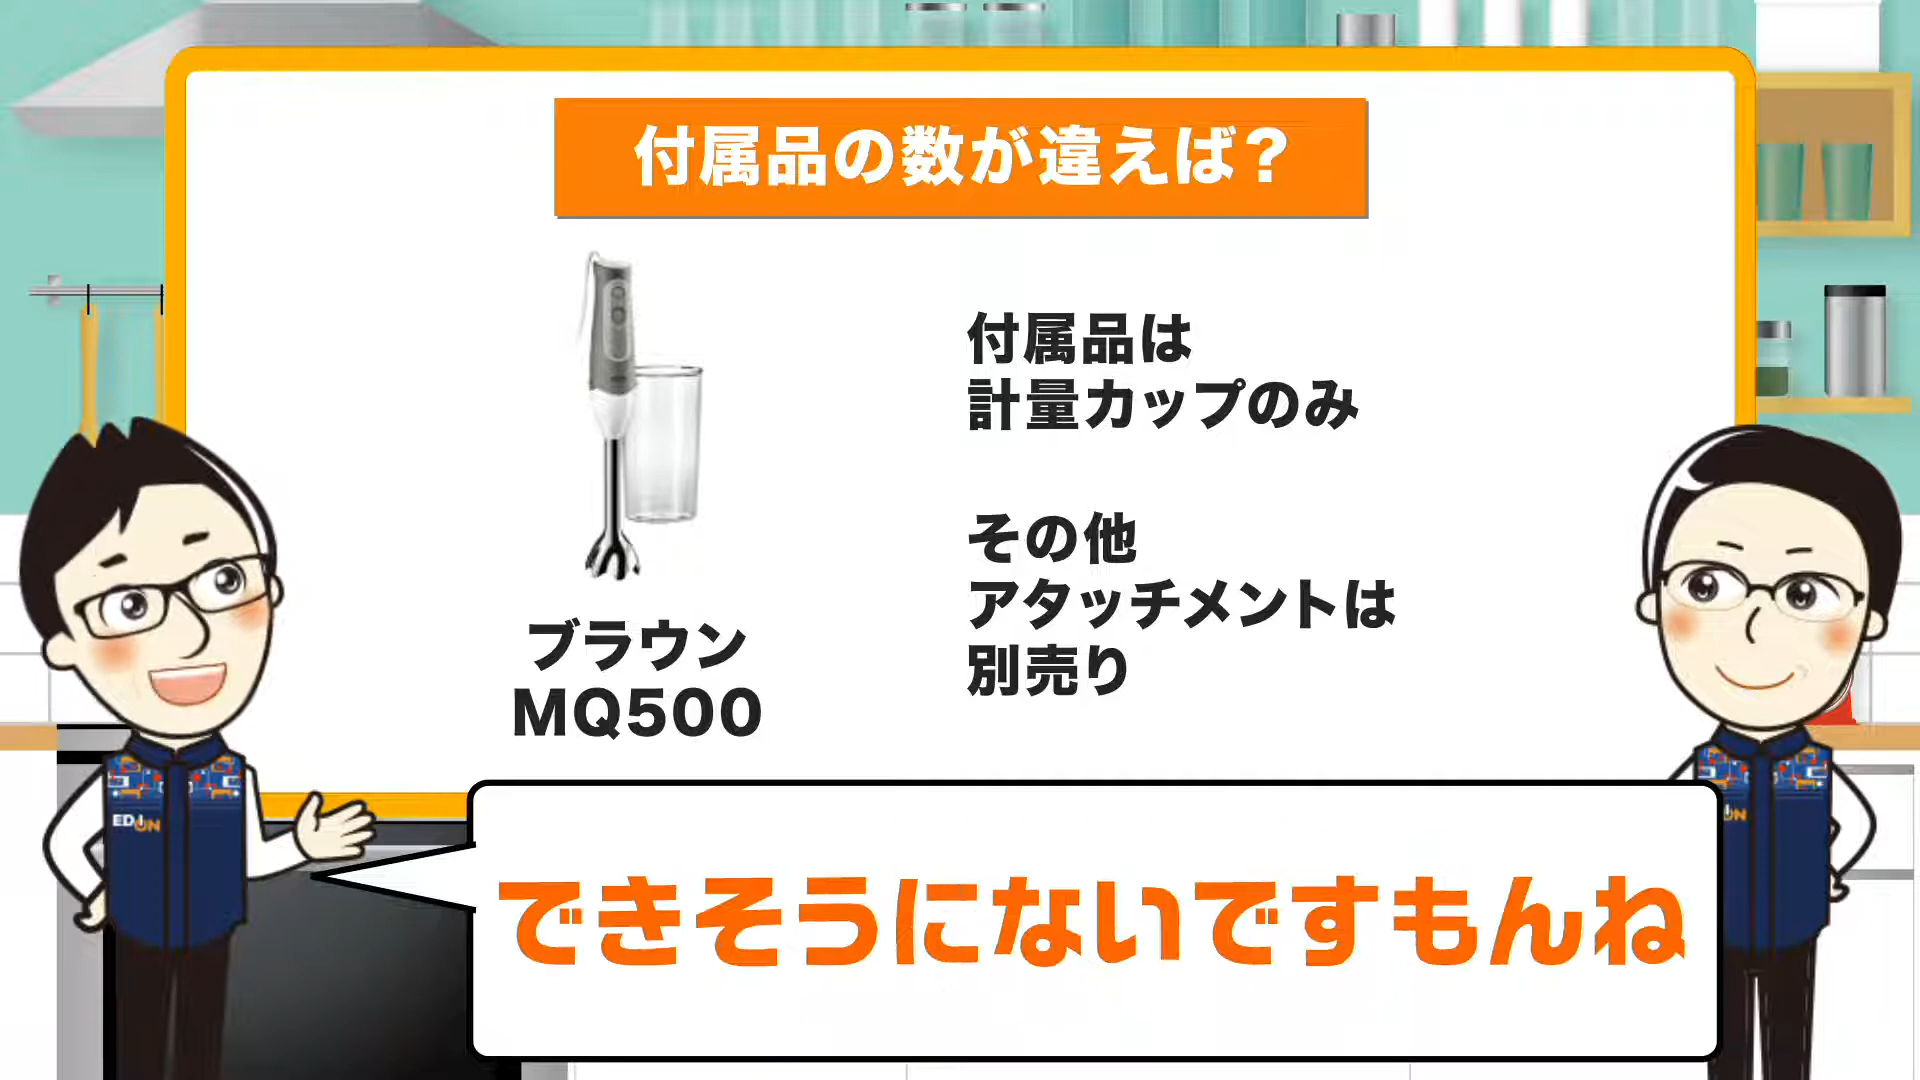 付属品の数が違えば？
付属品は
計量カップのみ
その他
アタッチメントは
別売り
ブラウン
MQ500
EDION
ION
できそうにないですもんね